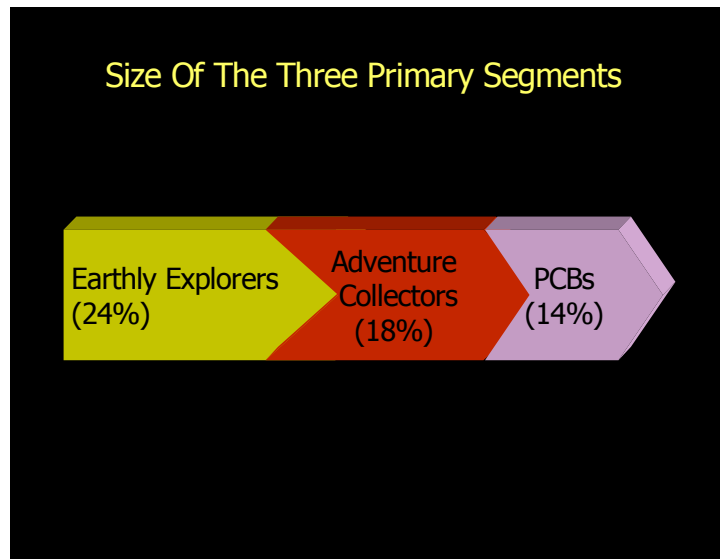 Size Of The Three Primary Segments
Earthly Explorers
(24%)
Adventure
Collectors
(18%)
PCBs
(14%)